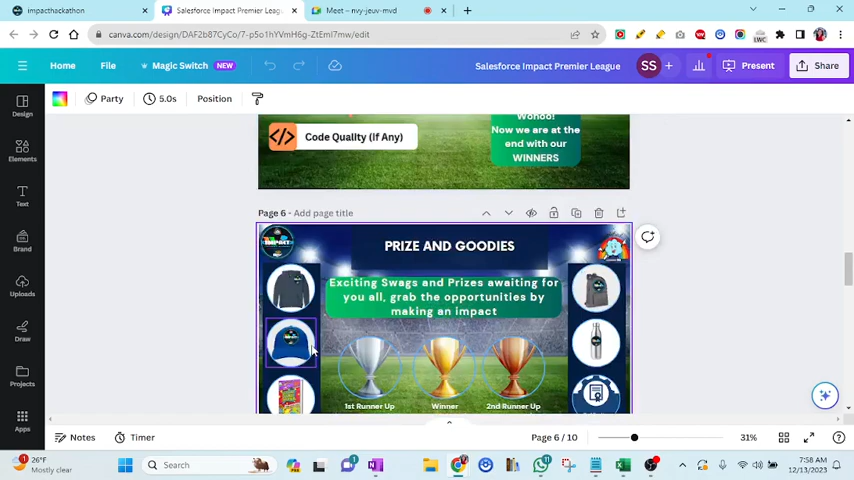 impacthackathon
Salesforce Impact Premier League
Meet – nvy-jeuv-mvd
canva.com/design/DAF2b87CyCo/7-p5o1hYVmH6g-ZtEmI7mw/edit
Home
File
Magic Switch
NEW
Salesforce Impact Premier League
SS
Present
Share
Party
5.0s
Position
Design
Elements
Text
Brand
Uploads
Draw
Projects
Apps
Code Quality (If Any)
Wohoo!
Now we are at the
end with our
WINNERS
Page 6 - Add page title
IMPACT
PRIZE AND GOODIES
Exciting Swags and Prizes awaiting for
you all, grab the opportunities by
making an impact
1st Runner Up
Winner
2nd Runner Up
Notes
Timer
Page 6 / 10
31%
26°F
Mostly clear
Search
7:58 AM
12/13/2023